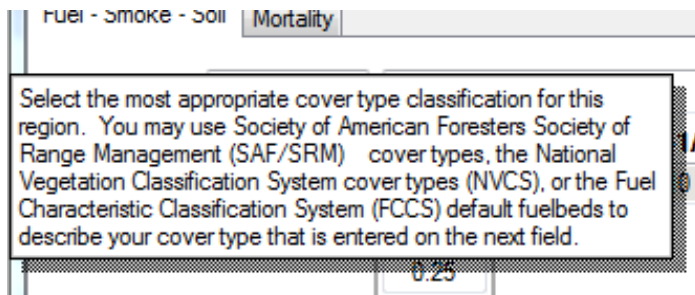 Fuel - Smoke - Soil Mortality
Select the most appropriate cover type classification for this
region. You may use Society of American Foresters Society of
Range Management (SAF/SRM) cover types, the National
Vegetation Classification System cover types (NVCS), or the Fuel
Characteristic Classification System (FCCS) default fuelbeds to
describe your cover type that is entered on the next field.
0.25